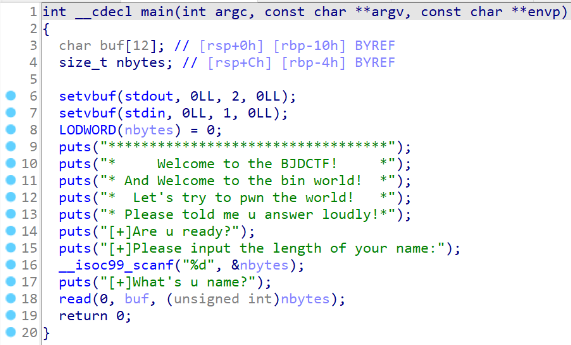 1 int __cdecl main(int argc, const char **argv, const char **envp)
2 {
3   char buf[12]; // [rsp+0h] [rbp-10h] BYREF
4   size_t nbytes; // [rsp+Ch] [rbp-4h] BYREF
5
6   setvbuf(stdout, 0LL, 2, 0LL);
7   setvbuf(stdin, 0LL, 1, 0LL);
8   LODWORD(nbytes) = 0;
9   puts("*********************************");
10   puts("*     Welcome to the BJDCTF!     *");
11   puts("* And Welcome to the bin world!  *");
12   puts("*  Let's try to pwn the world!   *");
13   puts("* Please told me u answer loudly!*");
14   puts("[+]Are u ready?");
15   puts("[+]Please input the length of your name:");
16   __isoc99_scanf("%d", &nbytes);
17   puts("[+]What's u name?");
18   read(0, buf, (unsigned int)nbytes);
19   return 0;
20 }